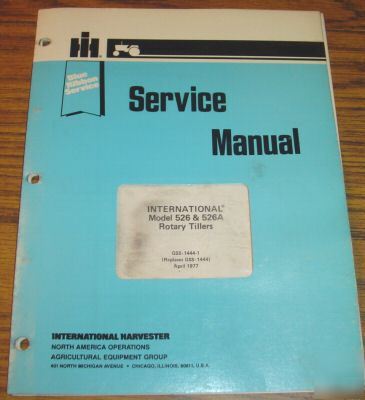 IH
Blue
Ribbon
Service
Service
Manual
INTERNATIONAL®
Model 526 & 526A
Rotary Tillers
GSS-1444-1
(Replaces GSS-1444)
April 1977
INTERNATIONAL HARVESTER
NORTH AMERICA OPERATIONS
AGRICULTURAL EQUIPMENT GROUP
401 NORTH MICHIGAN AVENUE • CHICAGO, ILLINOIS, 60611, U.S.A.